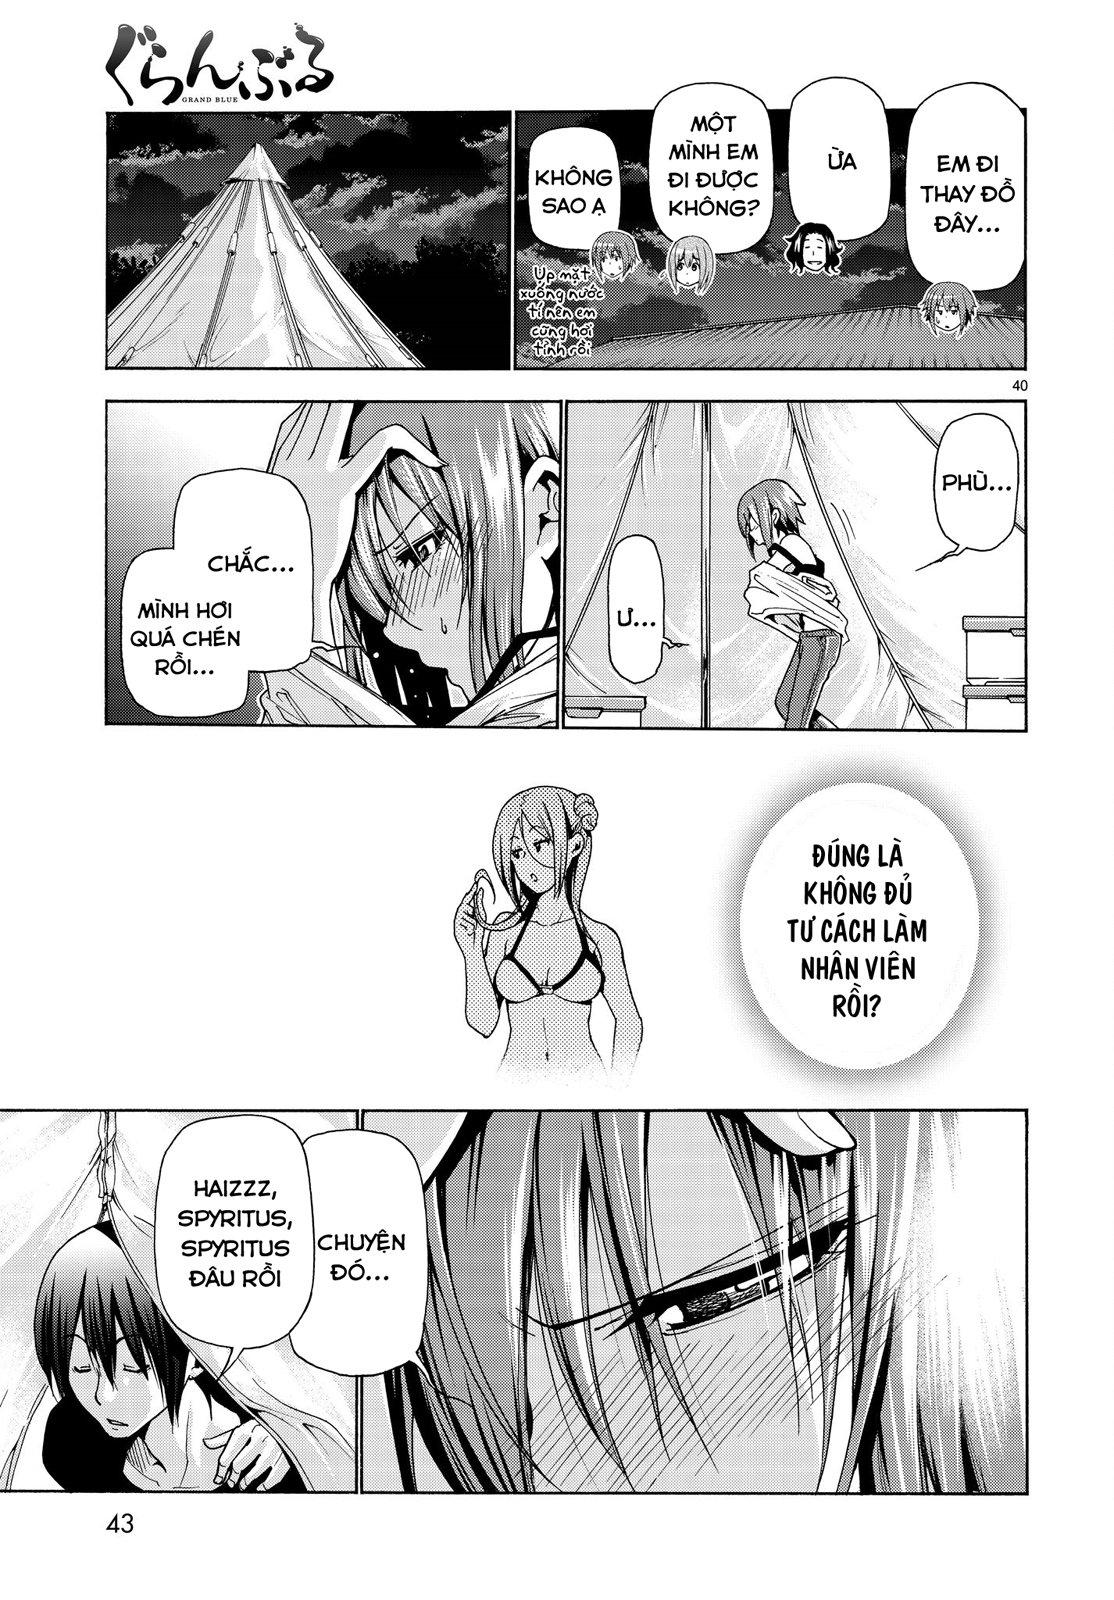 ぐらんぶる
GRAND BLUE
EM ĐI
THAY ĐỒ
ĐÂY...
ỪA
MỘT
MÌNH EM
ĐI ĐƯỢC
KHÔNG?
KHÔNG
SAO Ạ
Úp mặt
xuống nước
tí nên em
cũng hơi
tỉnh rồi
40
PHÙ...
Ư...
CHẮC...
MÌNH HƠI
QUÁ CHÉN
RỒI...
ĐÚNG LÀ
KHÔNG ĐỦ
TƯ CÁCH LÀM
NHÂN VIÊN
RỒI?
CHUYỆN
ĐÓ...
HAIZZZ,
SPYRITUS,
SPYRITUS
ĐÂU RỒI
43